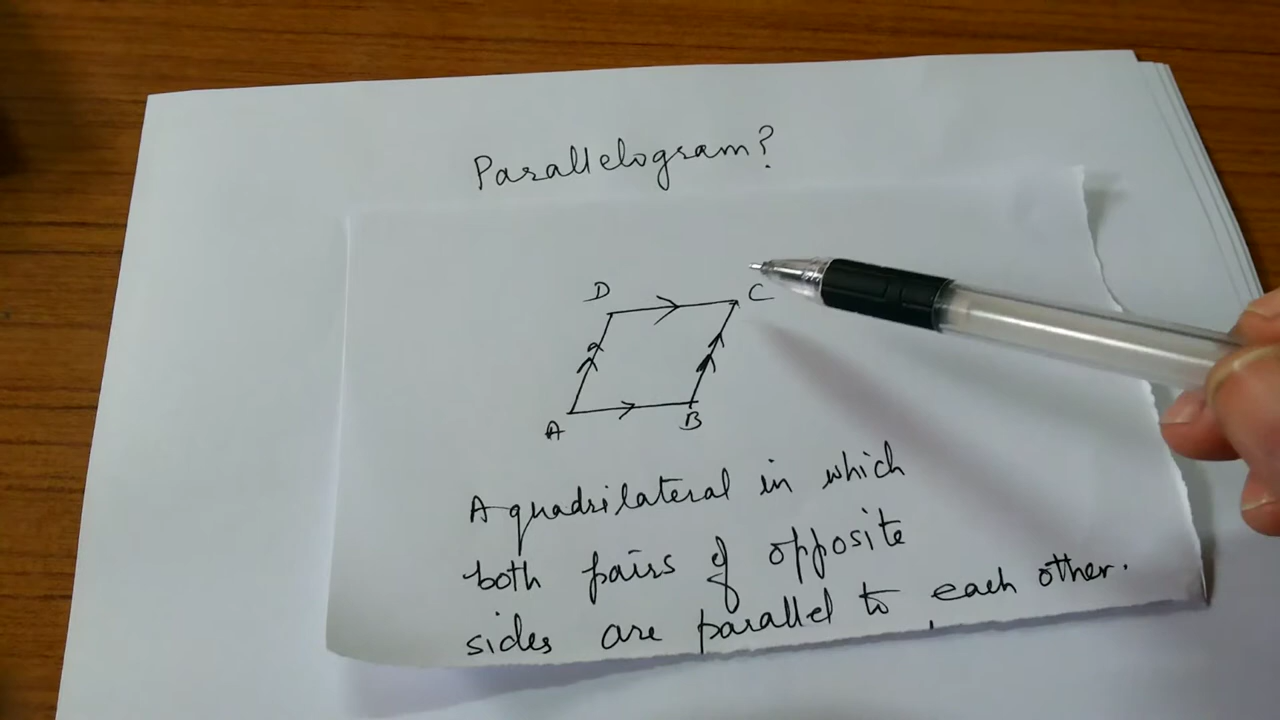 Parallelogram?
D C
A B
A quadrilateral in which
both pairs of opposite
sides are parallel to each other.